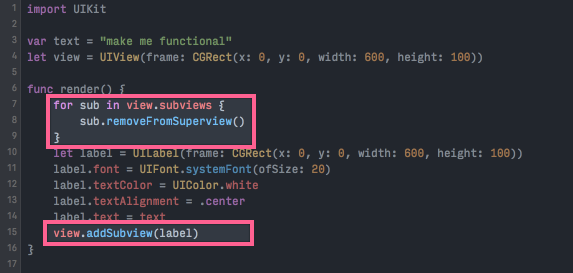 1 import UIKit
2
3 var text = "make me functional"
4 let view = UIView(frame: CGRect(x: 0, y: 0, width: 600, height: 100))
5
6 func render() {
7     for sub in view.subviews {
8         sub.removeFromSuperview()
9     }
10     let label = UILabel(frame: CGRect(x: 0, y: 0, width: 600, height: 100))
11     label.font = UIFont.systemFont(ofSize: 20)
12     label.textColor = UIColor.white
13     label.textAlignment = .center
14     label.text = text
15     view.addSubview(label)
16 }
17